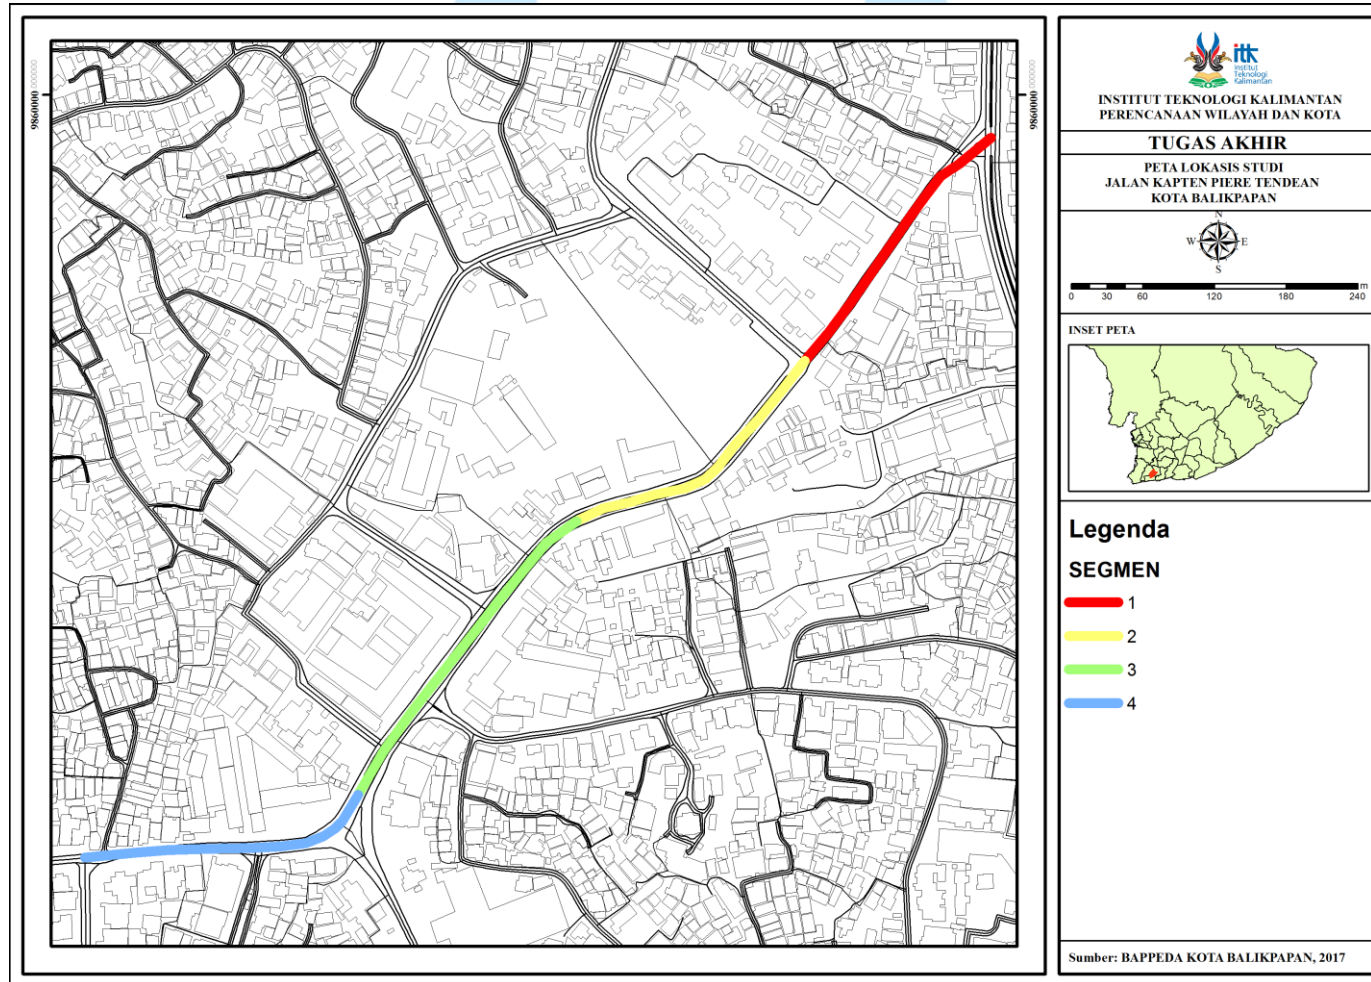 9860000.000000
9860000.000000
itk
Institut
Teknologi
Kalimantan
INSTITUT TEKNOLOGI KALIMANTAN
PERENCANAAN WILAYAH DAN KOTA
TUGAS AKHIR
PETA LOKASIS STUDI
JALAN KAPTEN PIERE TENDEAN
KOTA BALIKPAPAN
N
W E
S
m
0 30 60 120 180 240
INSET PETA
Legenda
SEGMEN
1
2
3
4
Sumber: BAPPEDA KOTA BALIKPAPAN, 2017